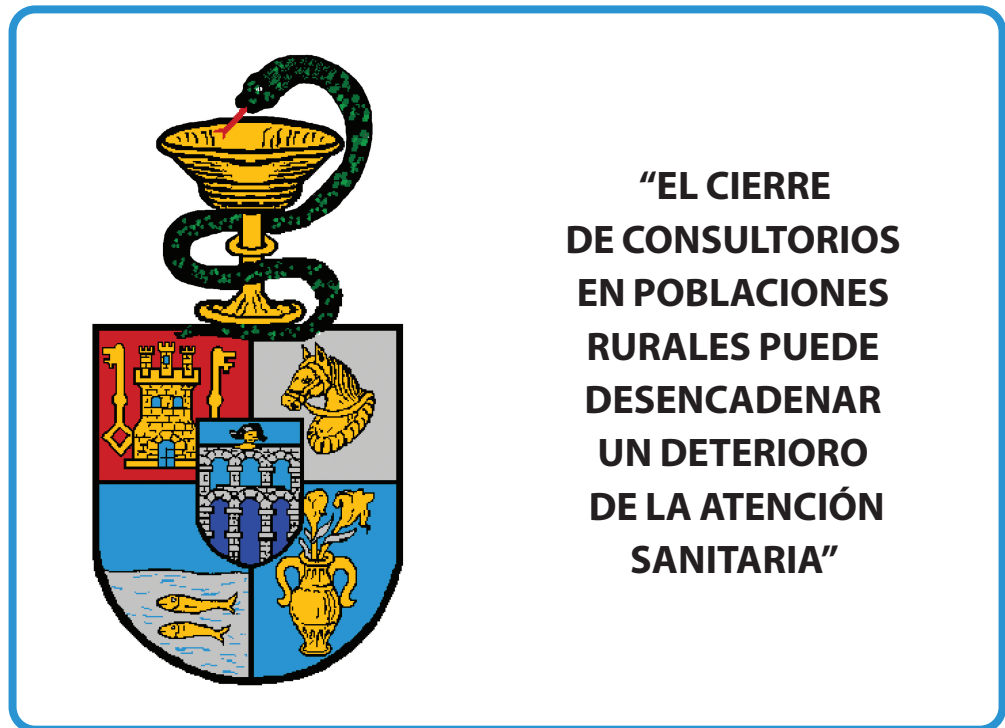 “EL CIERRE
DE CONSULTORIOS
EN POBLACIONES
RURALES PUEDE
DESENCADENAR
UN DETERIORO
DE LA ATENCIÓN
SANITARIA”